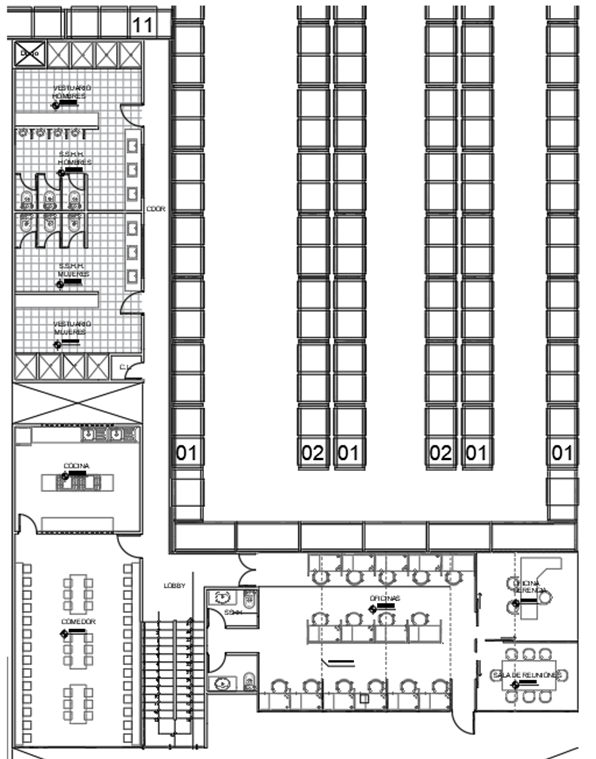 11
VESTUARIO
HOMBRES
S.S.H.H.
HOMBRES
CDOR
S.S.H.H.
MUJERES
VESTUARIO
MUJERES
01
02
01
02
01
01
COCINA
LOBBY
COMEDOR
SSHH
OFICINAS
OFICINA
GERENCIA
SALA DE REUNIONES